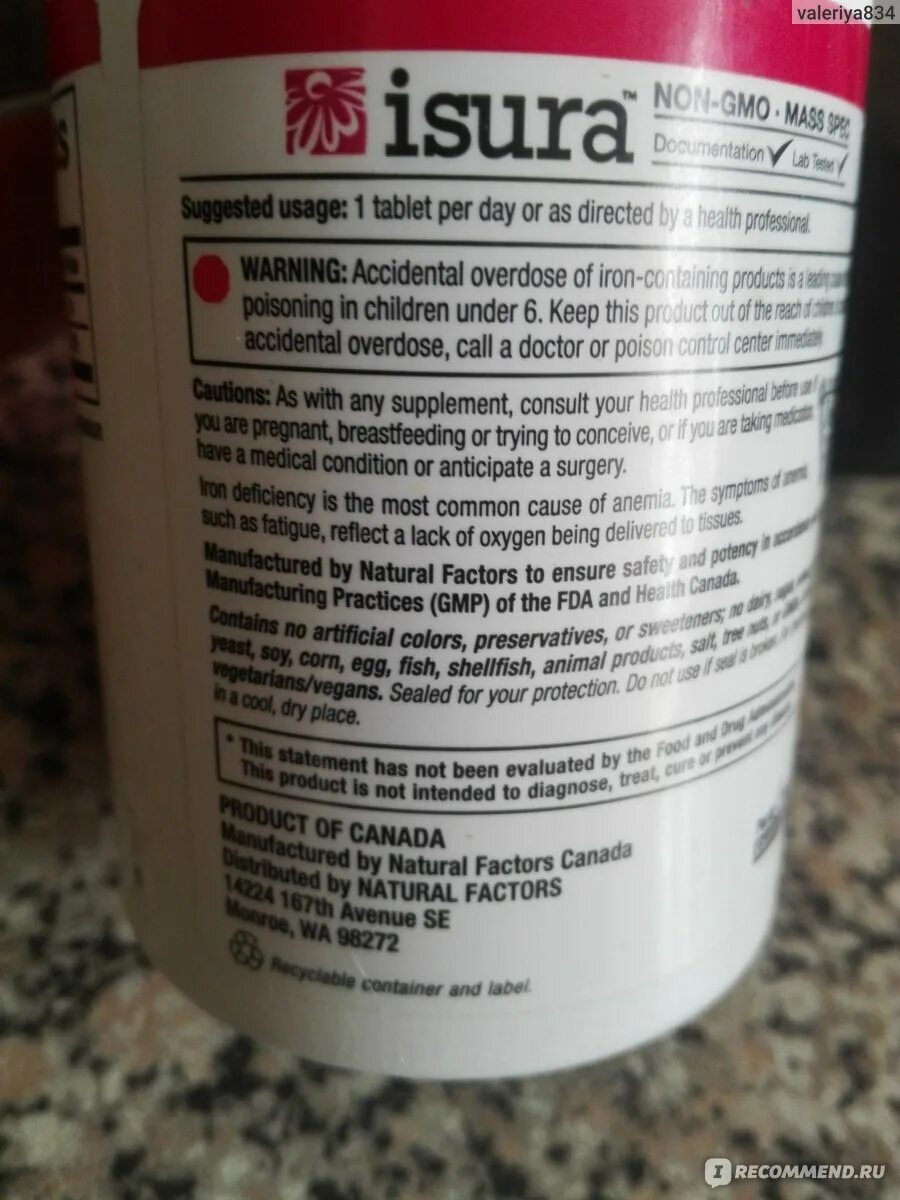 valeriya834
isura™
NON-GMO · MASS SPEC
Documentation ✓ Lab Tested ✓
Suggested usage: 1 tablet per day or as directed by a health professional.
WARNING: Accidental overdose of iron-containing products is a leading
poisoning in children under 6. Keep this product out of the reach of
accidental overdose, call a doctor or poison control center immediately
Cautions: As with any supplement, consult your health professional before use if
you are pregnant, breastfeeding or trying to conceive, or if you are taking medication,
have a medical condition or anticipate a surgery.
Iron deficiency is the most common cause of anemia. The symptoms of anemia,
such as fatigue, reflect a lack of oxygen being delivered to tissues.
Manufactured by Natural Factors to ensure safety and potency in
Manufacturing Practices (GMP) of the FDA and Health Canada.
Contains no artificial colors, preservatives, or sweeteners; no dairy,
yeast, soy, corn, egg, fish, shellfish, animal products, salt, tree nuts, or
vegetarians/vegans. Sealed for your protection. Do not use if seal is broken.
in a cool, dry place.
* This statement has not been evaluated by the Food and Drug
This product is not intended to diagnose, treat, cure or prevent
PRODUCT OF CANADA
Manufactured by Natural Factors Canada
Distributed by NATURAL FACTORS
14224 167th Avenue SE
Monroe, WA 98272
Recyclable container and label.
IRECOMMEND.RU